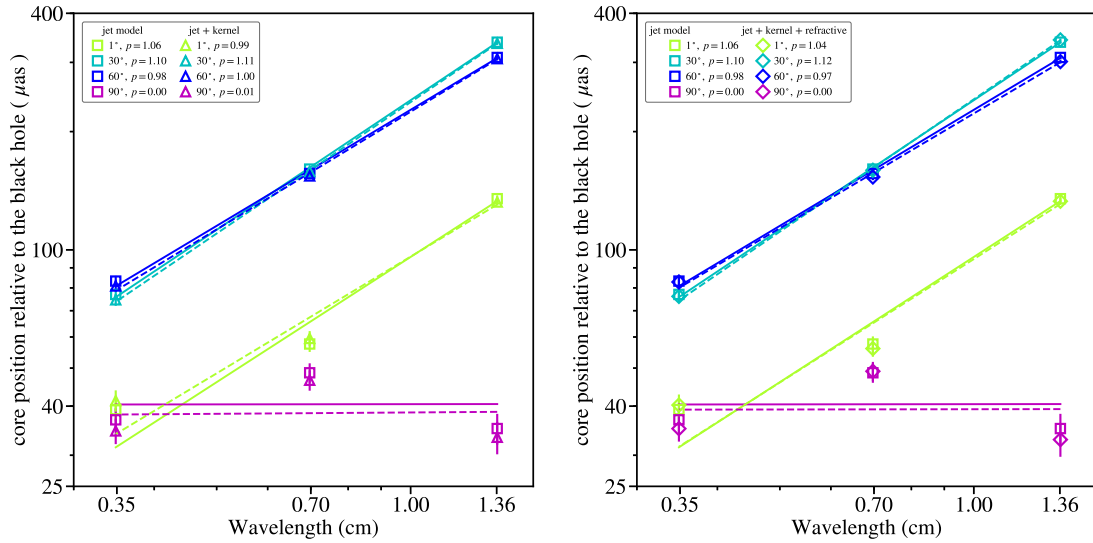 400
100
40
25
0.35
0.70
1.00
1.36
Wavelength (cm)
core position relative to the black hole ( μas)
jet model
jet + kernel
1°, p = 1.06
1°, p = 0.99
30°, p = 1.10
30°, p = 1.11
60°, p = 0.98
60°, p = 1.00
90°, p = 0.00
90°, p = 0.01
400
100
40
25
0.35
0.70
1.00
1.36
Wavelength (cm)
core position relative to the black hole ( μas)
jet model
jet + kernel + refractive
1°, p = 1.06
1°, p = 1.04
30°, p = 1.10
30°, p = 1.12
60°, p = 0.98
60°, p = 0.97
90°, p = 0.00
90°, p = 0.00